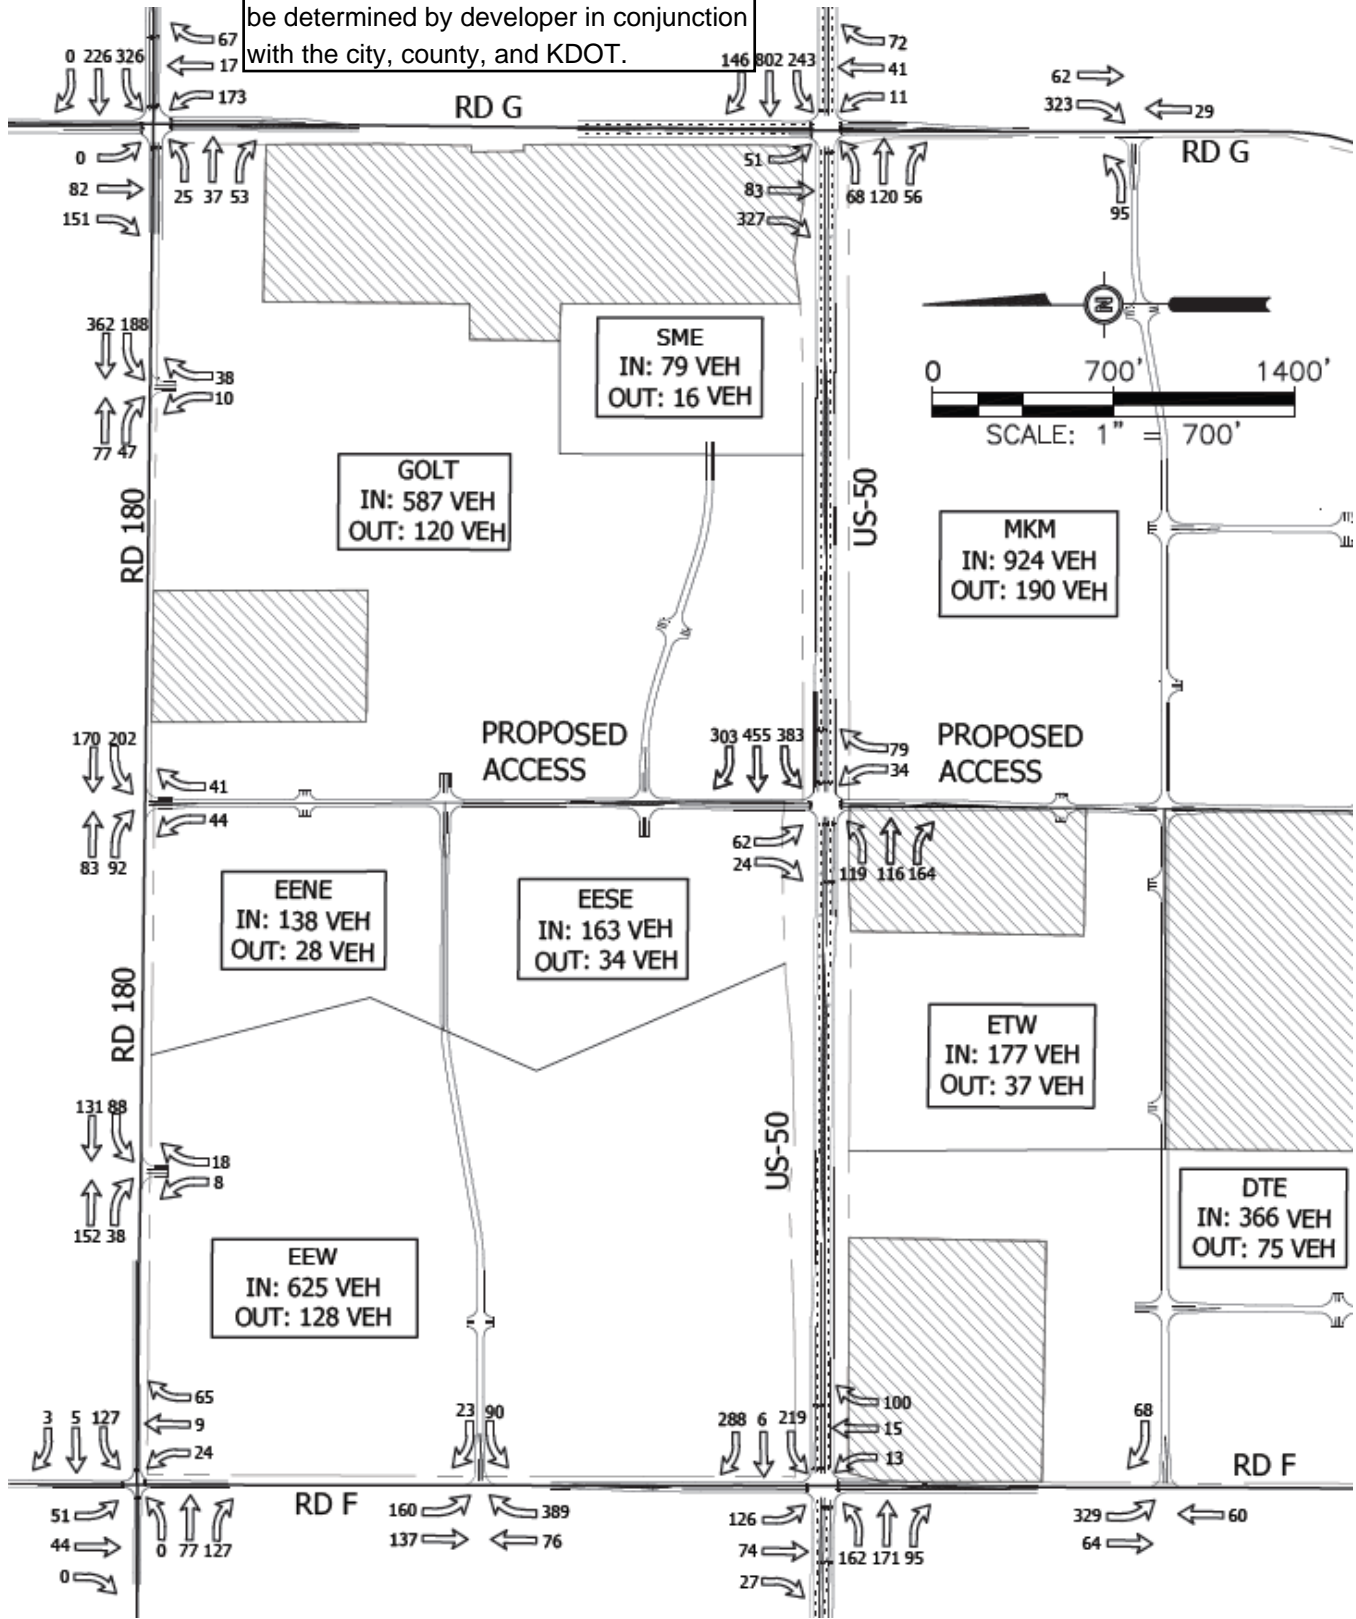 be determined by developer in conjunction
with the city, county, and KDOT.
0 226 326
67
17
173
146 802 243
72
41
11
62
323
29
RD G
RD G
0
82
151
25 37 53
51
83
327
68 120 56
95
N
0 700' 1400'
SCALE: 1" = 700'
362 188
38
10
77 47
SME
IN: 79 VEH
OUT: 16 VEH
GOLT
IN: 587 VEH
OUT: 120 VEH
RD 180
US-50
MKM
IN: 924 VEH
OUT: 190 VEH
170 202
41
44
83 92
PROPOSED
ACCESS
303 455 383
79
34
PROPOSED
ACCESS
62
24
119 116 164
EENE
IN: 138 VEH
OUT: 28 VEH
EESE
IN: 163 VEH
OUT: 34 VEH
RD 180
ETW
IN: 177 VEH
OUT: 37 VEH
131 88
18
8
152 38
US-50
DTE
IN: 366 VEH
OUT: 75 VEH
EEW
IN: 625 VEH
OUT: 128 VEH
3 5 127
65
9
24
23 90
288 6 219
100
15
13
68
RD F
RD F
51
44
0
0 77 127
160
137
389
76
126
74
27
162 171 95
329
64
60